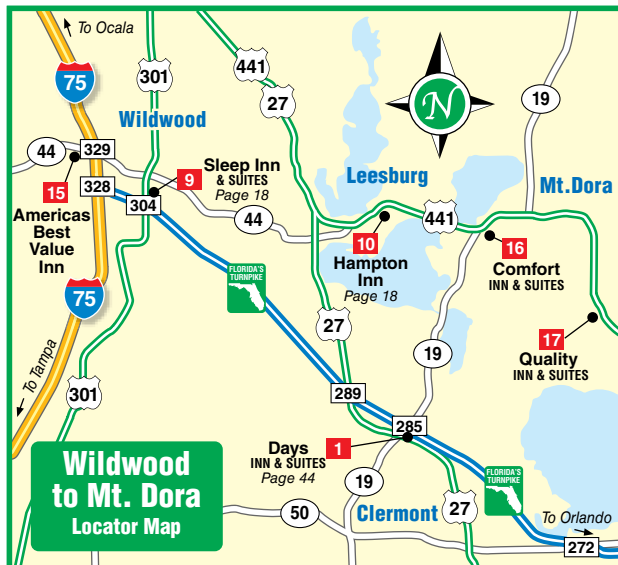 To Ocala
75
301
441
27
19
Wildwood
N
44
329
328
304
15
Americas
Best
Value
Inn
9
Sleep Inn
& SUITES
Page 18
44
Leesburg
Mt.Dora
441
10
Hampton
Inn
Page 18
16
Comfort
INN & SUITES
FLORIDA'S
TURNPIKE
75
27
19
17
Quality
INN & SUITES
To Tampa
301
289
285
Days
INN & SUITES
Page 44
1
19
Wildwood
to Mt. Dora
Locator Map
50
Clermont
27
FLORIDA'S
TURNPIKE
To Orlando
272